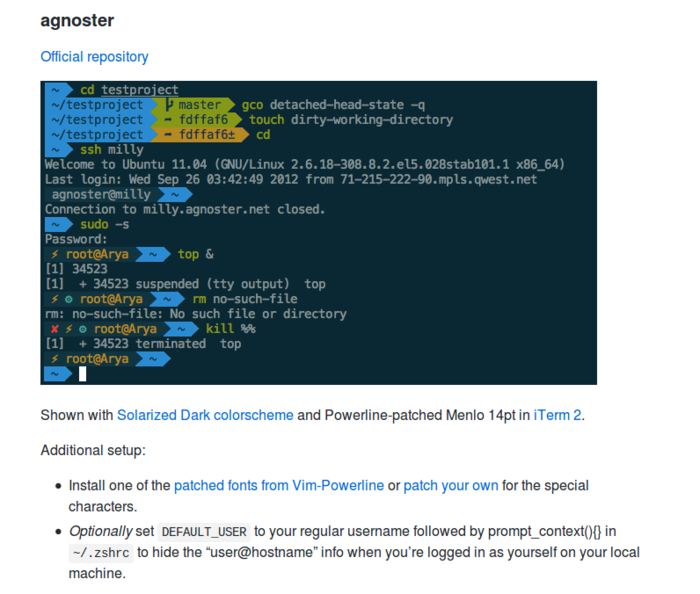 agnoster
Official repository
~ cd testproject
~/testproject master gco detached-head-state -q
~/testproject fdffaf6 touch dirty-working-directory
~/testproject fdffaf6± cd
~ ssh milly
Welcome to Ubuntu 11.04 (GNU/Linux 2.6.18-308.8.2.el5.028stab101.1 x86_64)
Last login: Wed Sep 26 03:42:49 2012 from 71-215-222-90.mpls.qwest.net
agnoster@milly ~
Connection to milly.agnoster.net closed.
~ sudo -s
Password:
⚡ root@Arya ~ top &
[1] 34523
[1]  + 34523 suspended (tty output)  top
⚡ ⚙ root@Arya ~ rm no-such-file
rm: no-such-file: No such file or directory
✘ ⚡ ⚙ root@Arya ~ kill %%
[1]  + 34523 terminated  top
⚡ root@Arya ~
~
Shown with Solarized Dark colorscheme and Powerline-patched Menlo 14pt in iTerm 2.
Additional setup:
• Install one of the patched fonts from Vim-Powerline or patch your own for the special
characters.
• Optionally set DEFAULT_USER to your regular username followed by prompt_context(){} in
~/.zshrc to hide the “user@hostname” info when you’re logged in as yourself on your local
machine.